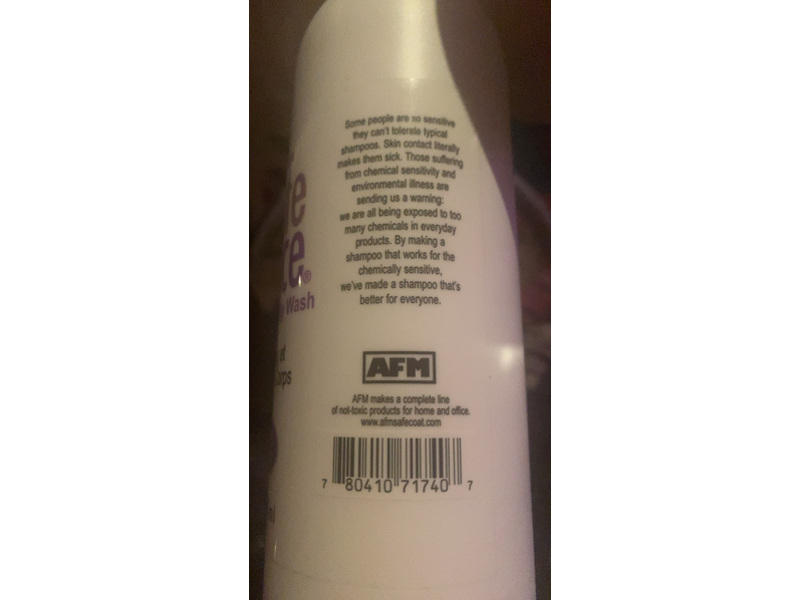 Some people are no sensitive
they can't tolerate typical
shampoos. Skin contact literally
makes them sick. Those suffering
from chemical sensitivity and
environmental illness are
sending us a warning:
we are all being exposed to too
many chemicals in everyday
products. By making a
shampoo that works for the
chemically sensitive,
we've made a shampoo that's
better for everyone.
AFM
AFM makes a complete line
of not-toxic products for home and office.
www.afmsafecoat.com
7 80410 71740 7
Wash
et